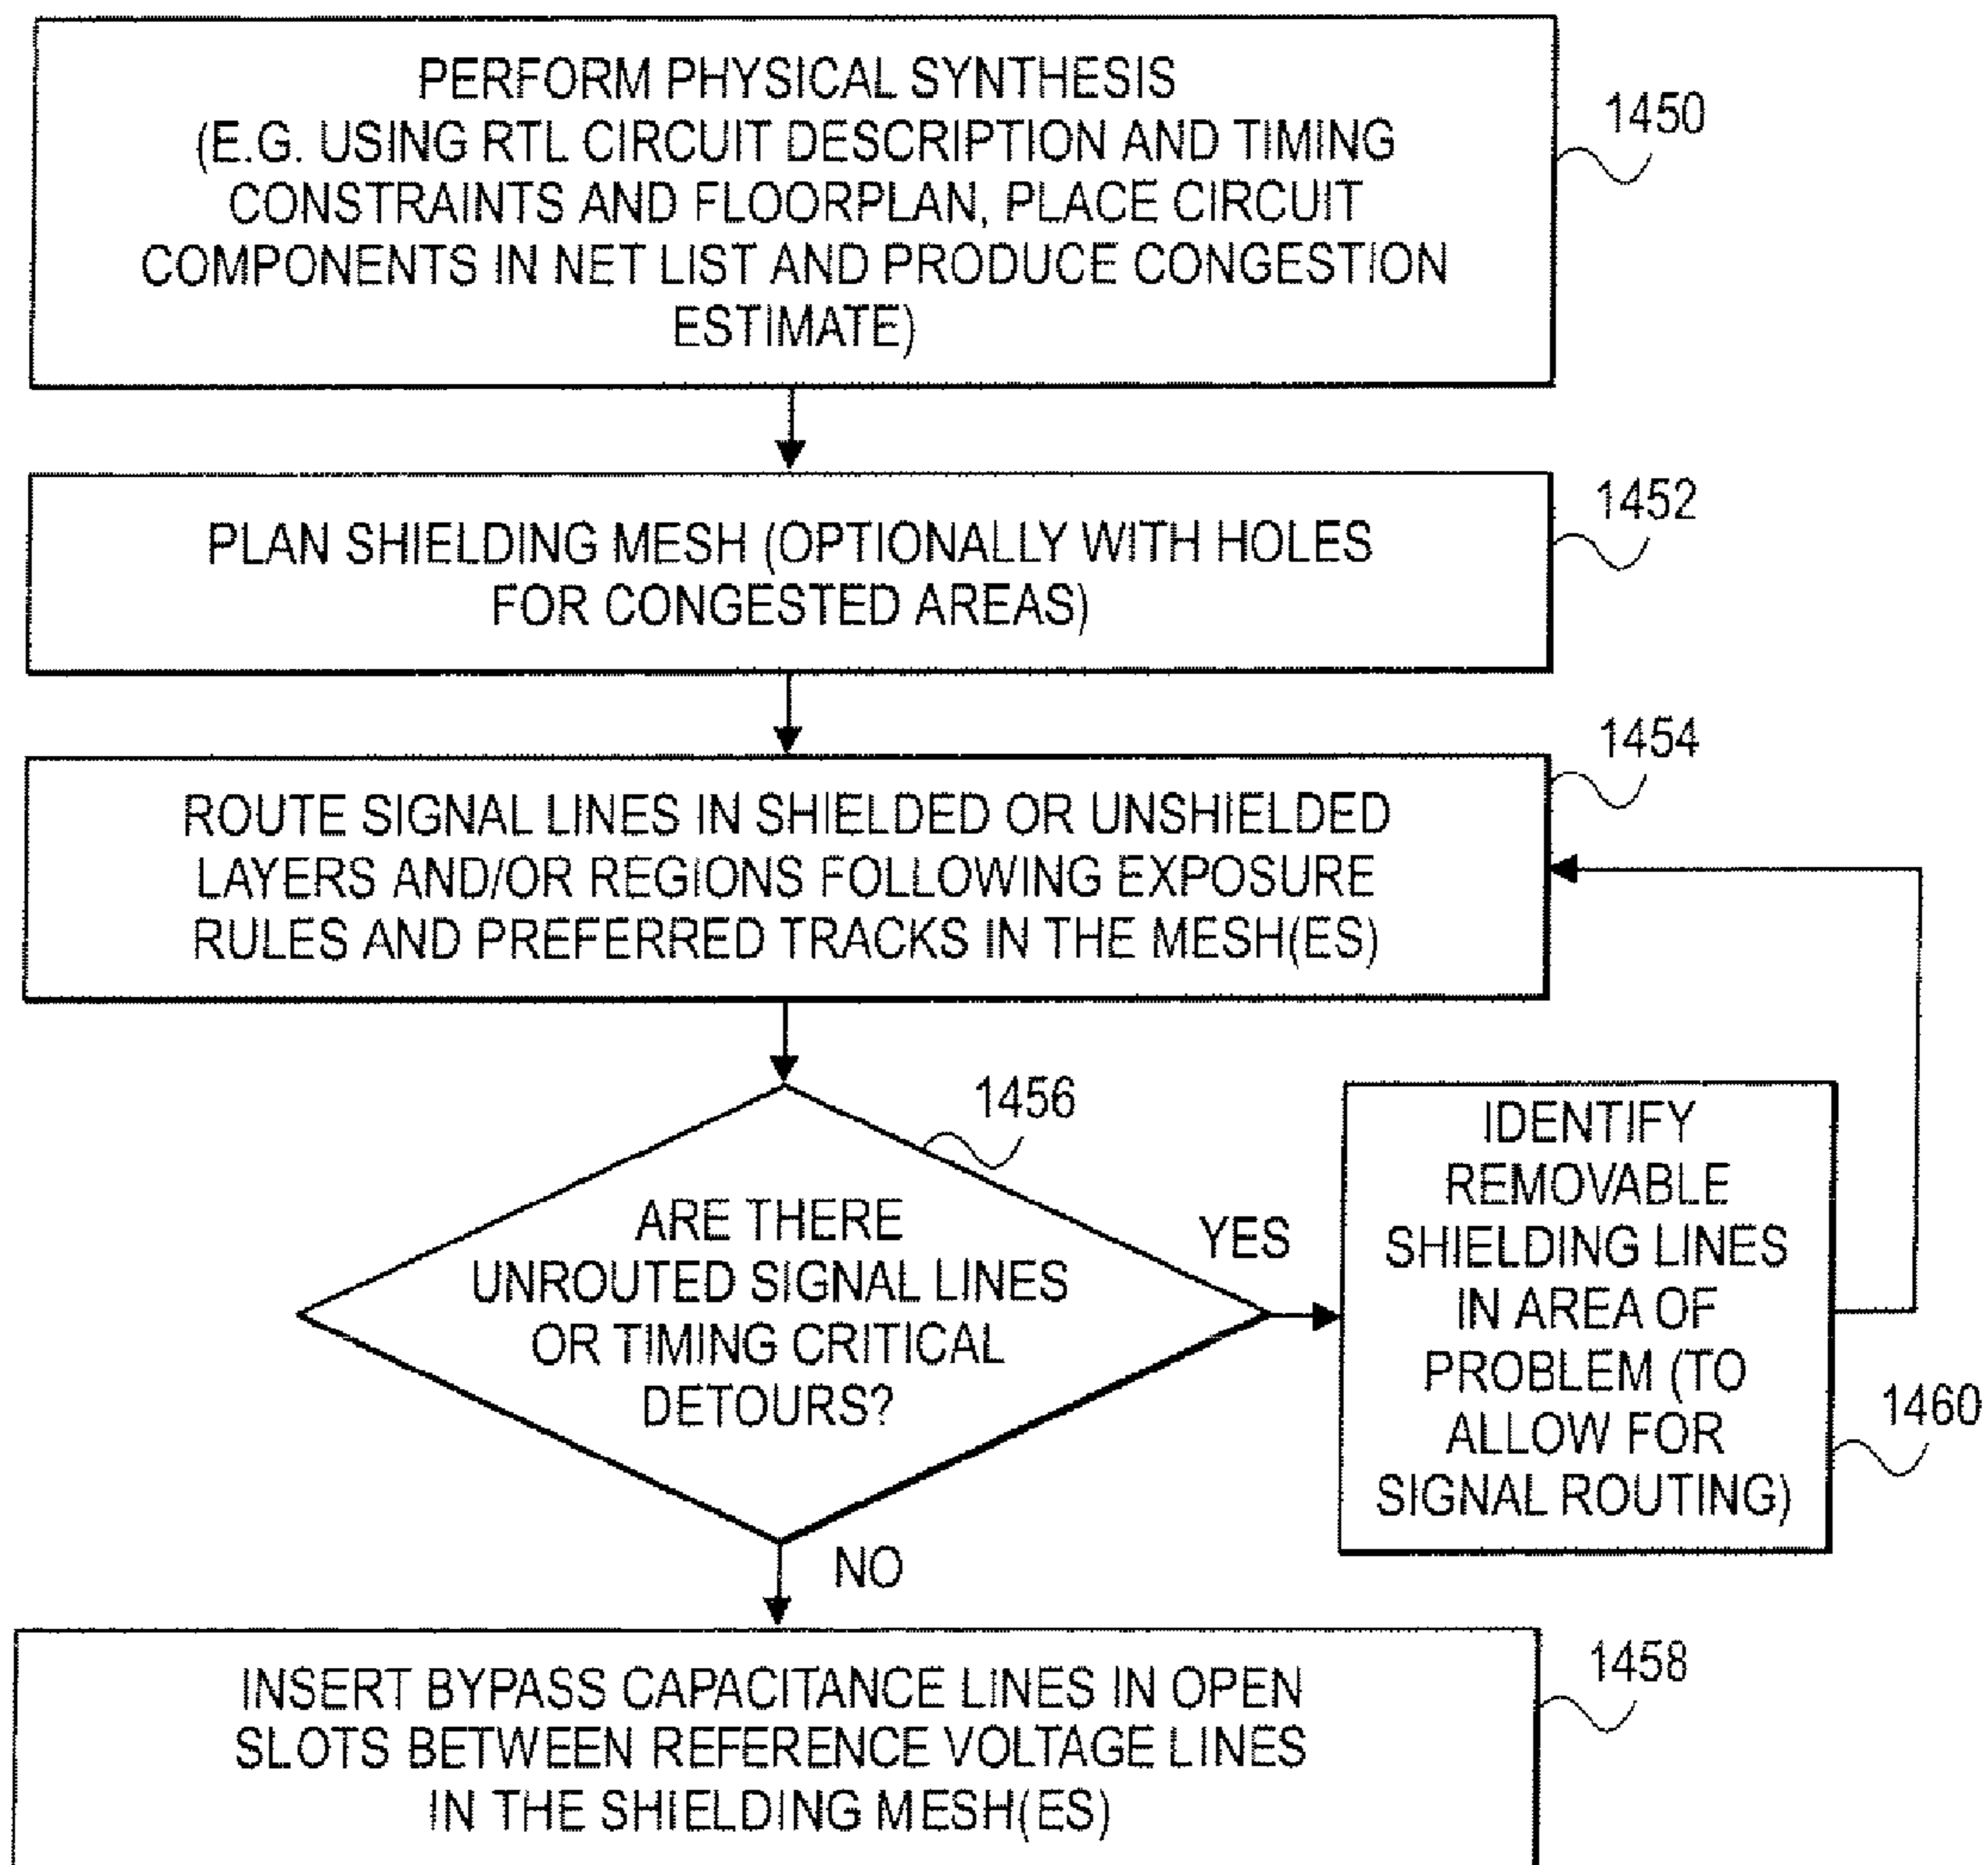 PERFORM PHYSICAL SYNTHESIS
(E.G. USING RTL CIRCUIT DESCRIPTION AND TIMING
CONSTRAINTS AND FLOORPLAN, PLACE CIRCUIT
COMPONENTS IN NET LIST AND PRODUCE CONGESTION
ESTIMATE)
1450
PLAN SHIELDING MESH (OPTIONALLY WITH HOLES
FOR CONGESTED AREAS)
1452
ROUTE SIGNAL LINES IN SHIELDED OR UNSHIELDED
LAYERS AND/OR REGIONS FOLLOWING EXPOSURE
RULES AND PREFERRED TRACKS IN THE MESH(ES)
1454
ARE THERE
UNROUTED SIGNAL LINES
OR TIMING CRITICAL
DETOURS?
1456
YES
IDENTIFY
REMOVABLE
SHIELDING LINES
IN AREA OF
PROBLEM (TO
ALLOW FOR
SIGNAL ROUTING)
1460
NO
INSERT BYPASS CAPACITANCE LINES IN OPEN
SLOTS BETWEEN REFERENCE VOLTAGE LINES
IN THE SHIELDING MESH(ES)
1458